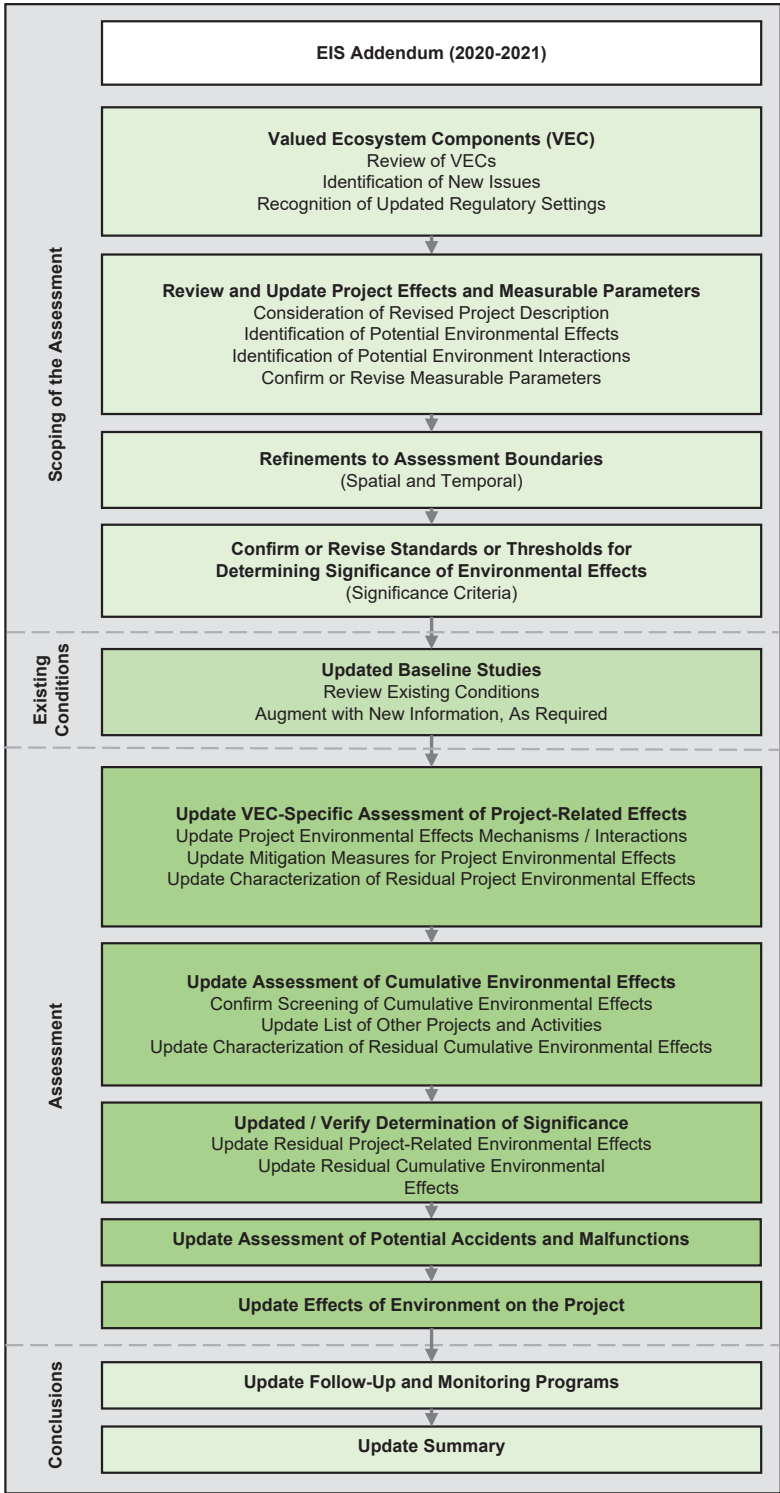 EIS Addendum (2020-2021)
Scoping of the Assessment
Valued Ecosystem Components (VEC)
Review of VECs
Identification of New Issues
Recognition of Updated Regulatory Settings
Review and Update Project Effects and Measurable Parameters
Consideration of Revised Project Description
Identification of Potential Environmental Effects
Identification of Potential Environment Interactions
Confirm or Revise Measurable Parameters
Refinements to Assessment Boundaries
(Spatial and Temporal)
Confirm or Revise Standards or Thresholds for
Determining Significance of Environmental Effects
(Significance Criteria)
Existing
Conditions
Updated Baseline Studies
Review Existing Conditions
Augment with New Information, As Required
Assessment
Update VEC-Specific Assessment of Project-Related Effects
Update Project Environmental Effects Mechanisms / Interactions
Update Mitigation Measures for Project Environmental Effects
Update Characterization of Residual Project Environmental Effects
Update Assessment of Cumulative Environmental Effects
Confirm Screening of Cumulative Environmental Effects
Update List of Other Projects and Activities
Update Characterization of Residual Cumulative Environmental Effects
Updated / Verify Determination of Significance
Update Residual Project-Related Environmental Effects
Update Residual Cumulative Environmental
Effects
Update Assessment of Potential Accidents and Malfunctions
Update Effects of Environment on the Project
Conclusions
Update Follow-Up and Monitoring Programs
Update Summary